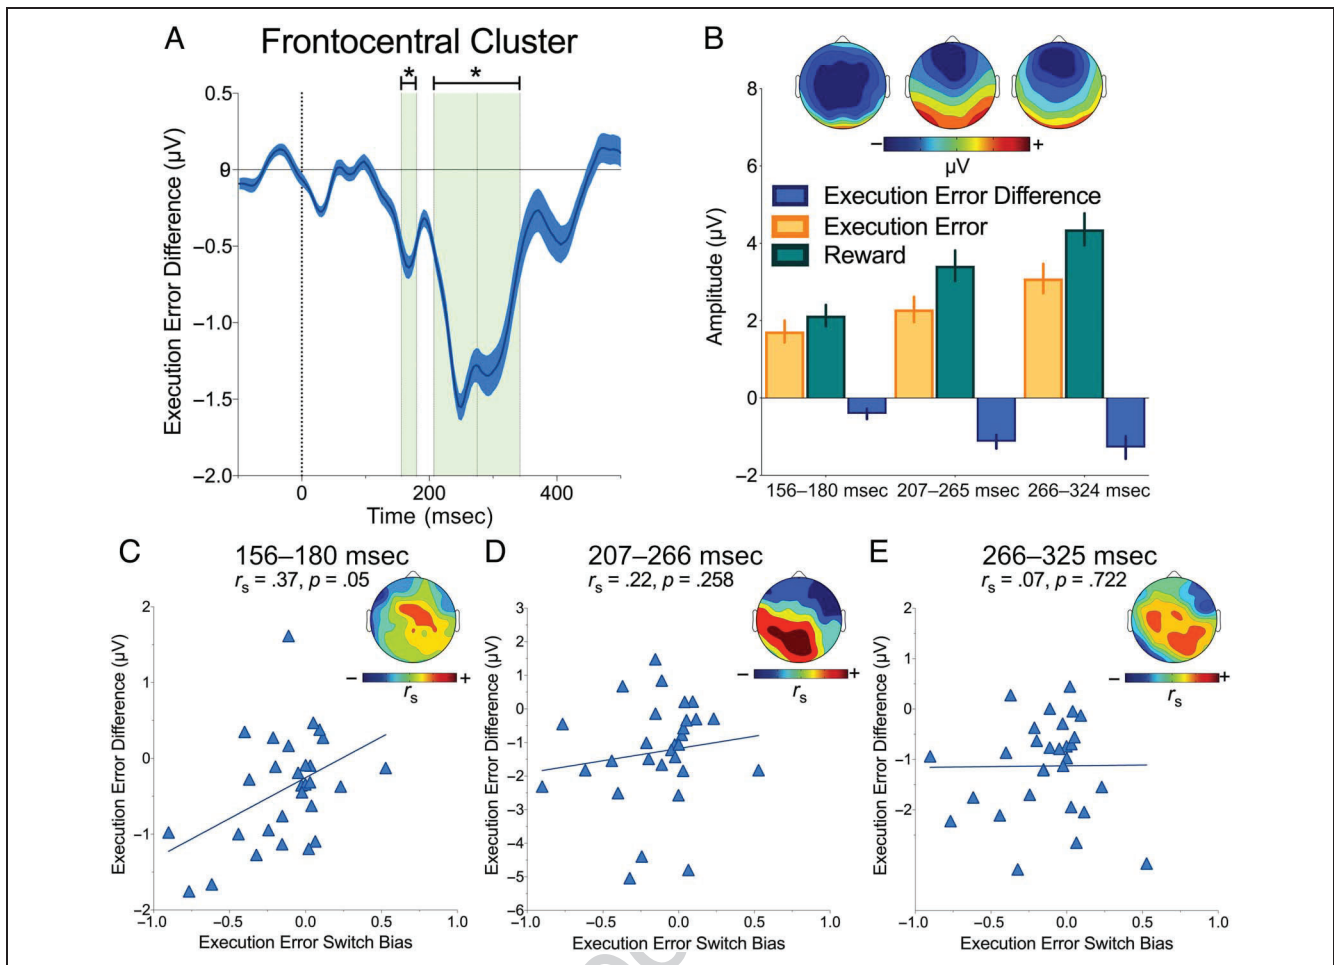 A
Frontocentral Cluster
* *
0.5
0
−0.5
−1.0
−1.5
−2.0
Execution Error Difference (µV)
0 200 400
Time (msec)
B
8
6
4
2
0
−2
Amplitude (µV)
− +
µV
Execution Error Difference
Execution Error
Reward
156–180 msec 207–265 msec 266–324 msec
C
156–180 msec
rs = .37, p = .05
− +
rs
2
1
0
−1
−2
Execution Error Difference (µV)
−1.0 −0.5 0.0 0.5 1.0
Execution Error Switch Bias
D
207–266 msec
rs = .22, p = .258
− +
rs
3
2
1
0
−1
−2
−3
−4
−5
−6
Execution Error Difference (µV)
−1.0 −0.5 0.0 0.5 1.0
Execution Error Switch Bias
E
266–325 msec
rs = .07, p = .722
− +
rs
2
1
0
−1
−2
Execution Error Difference (µV)
−1.0 −0.5 0.0 0.5 1.0
Execution Error Switch Bias